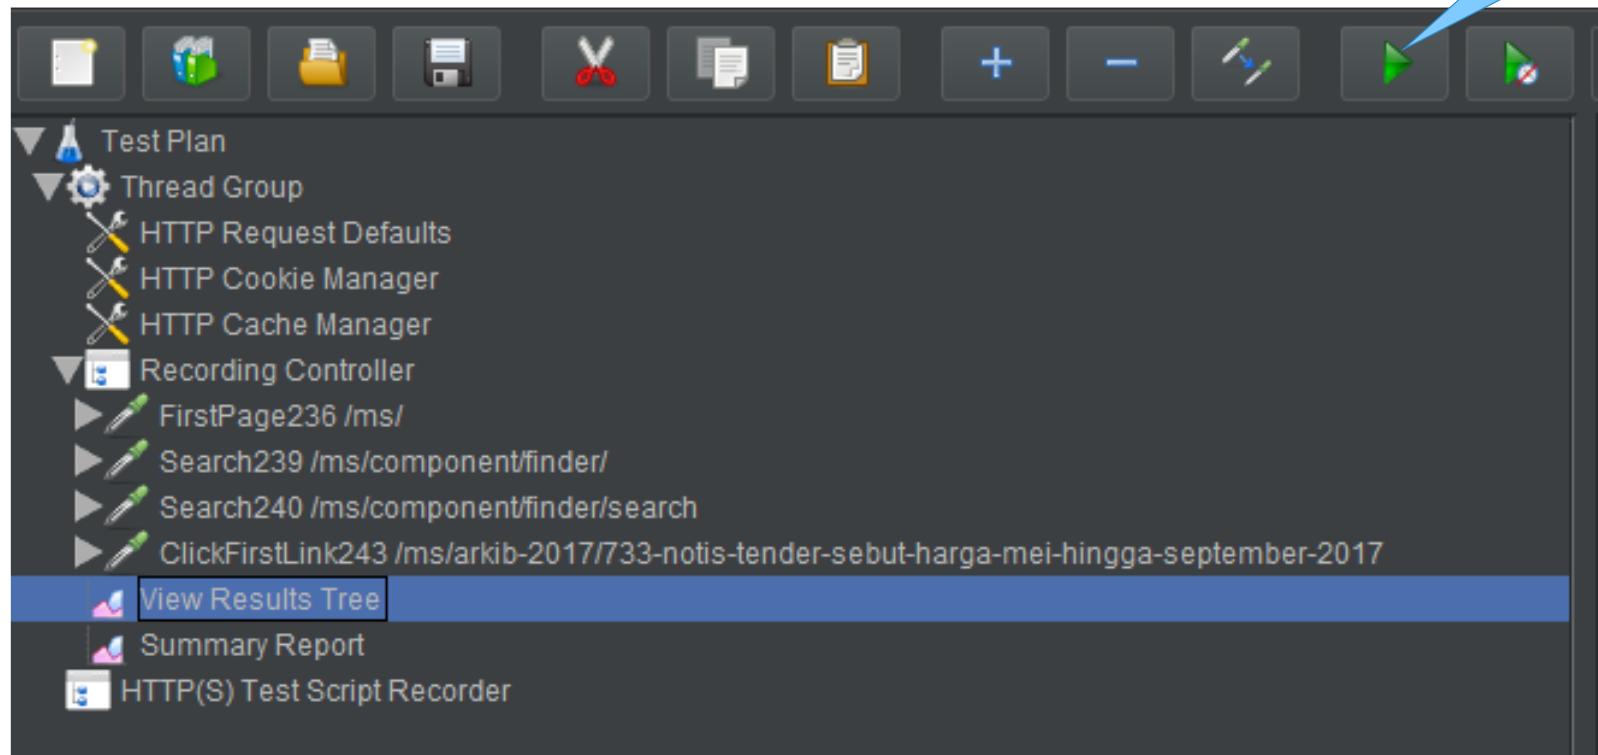 Test Plan
Thread Group
HTTP Request Defaults
HTTP Cookie Manager
HTTP Cache Manager
Recording Controller
FirstPage236 /ms/
Search239 /ms/component/finder/
Search240 /ms/component/finder/search
ClickFirstLink243 /ms/arkib-2017/733-notis-tender-sebut-harga-mei-hingga-september-2017
View Results Tree
Summary Report
HTTP(S) Test Script Recorder